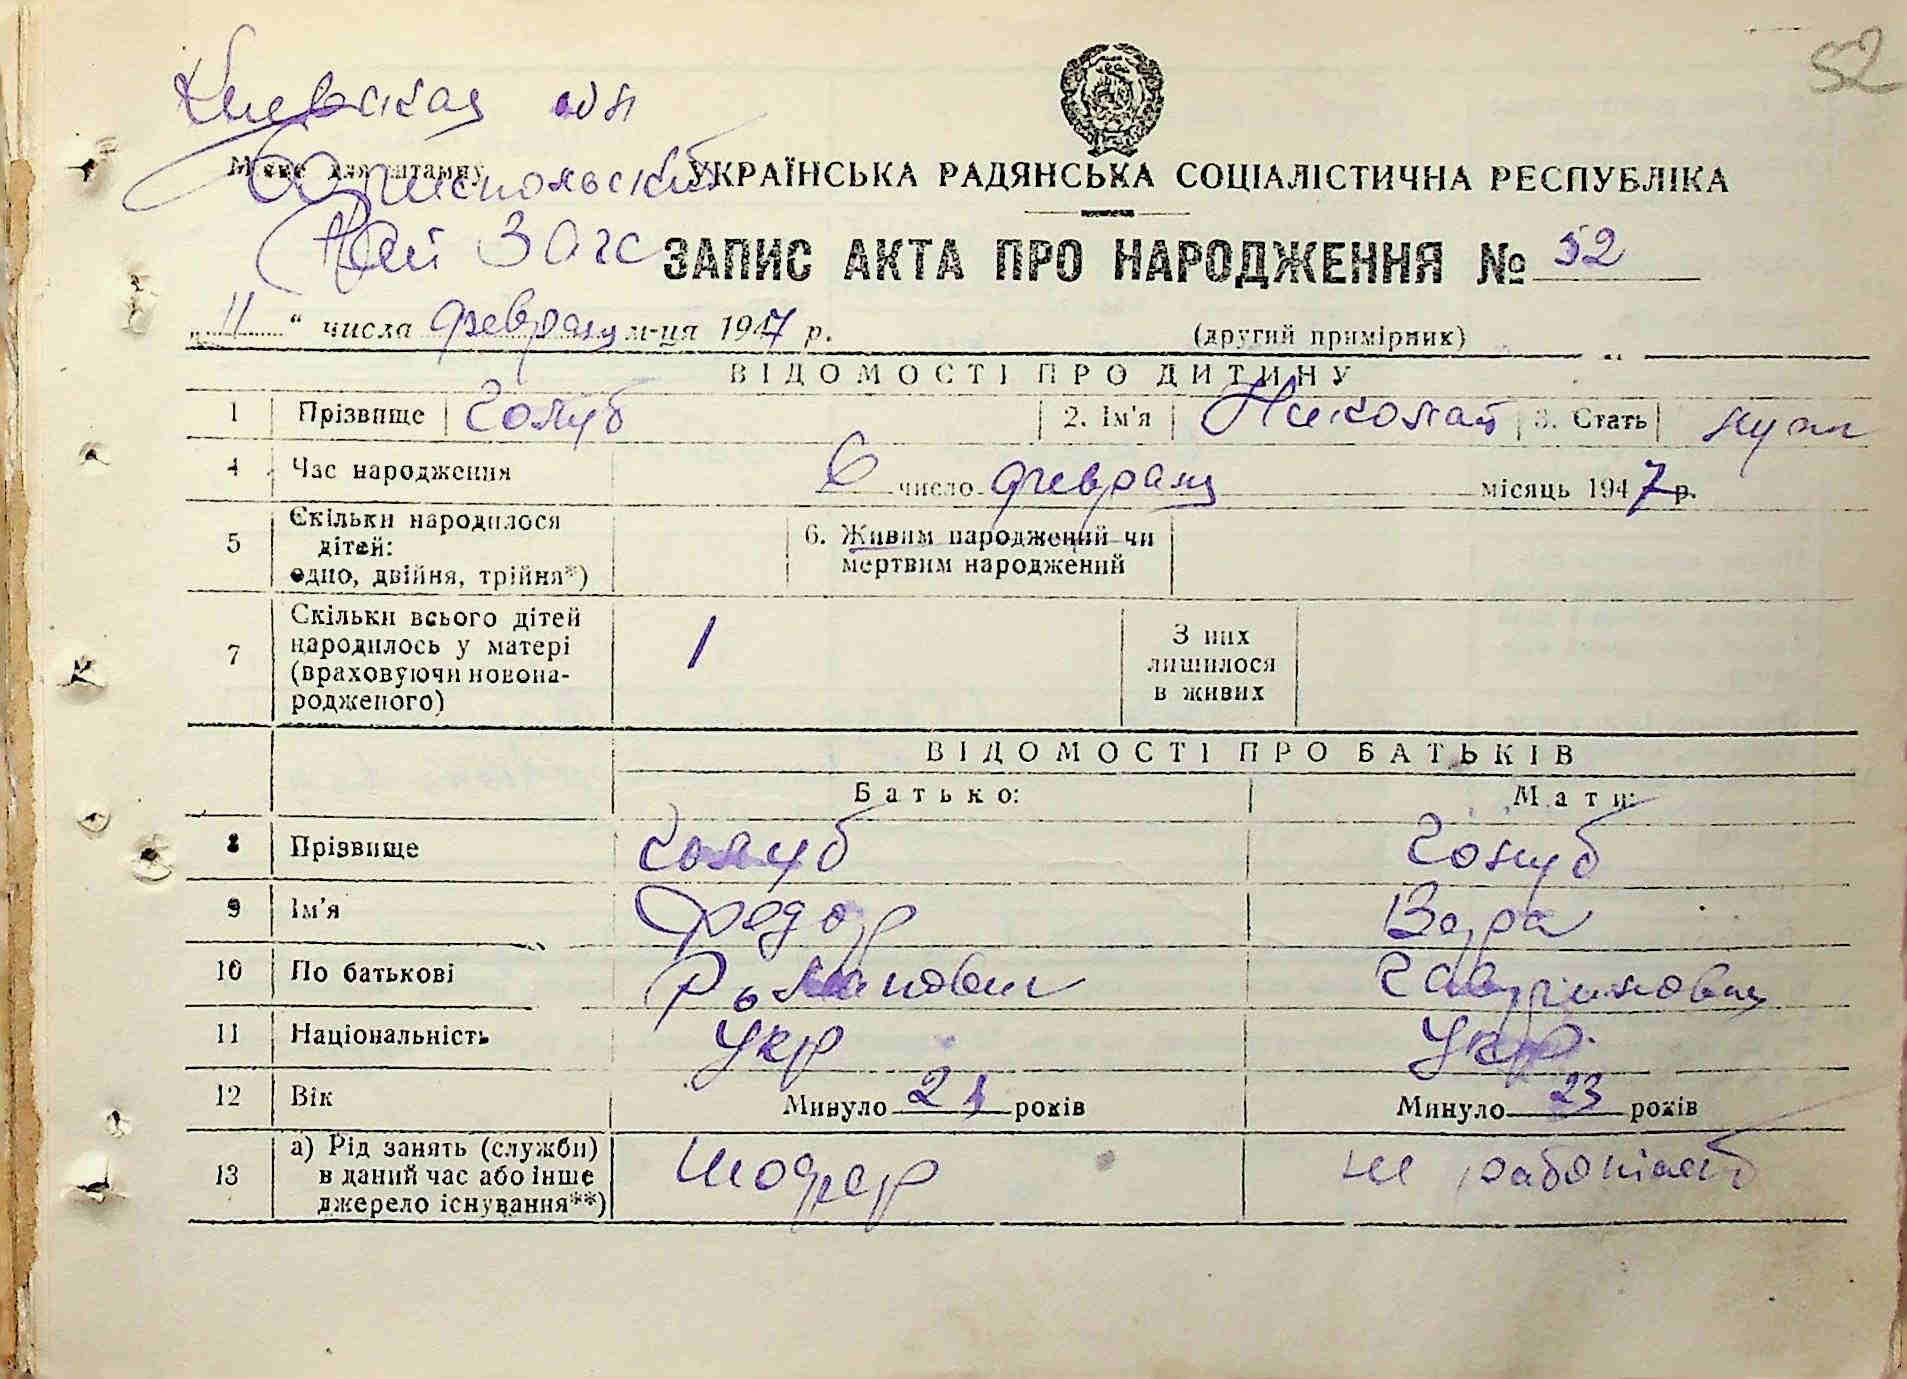 52
Киевская обл
Місце для штампу
Бориспольский
УКРАЇНСЬКА РАДЯНСЬКА СОЦІАЛІСТИЧНА РЕСПУБЛІКА
Рай Загс
ЗАПИС АКТА ПРО НАРОДЖЕННЯ № 52
„11“ числа февраля м-ця 1947 р. (другий примірник)
ВІДОМОСТІ ПРО ДИТИНУ
1 Прізвище Голуб 2. Ім'я Николай 3. Стать муж
4 Час народження 6 число февраля місяць 1947 р.
5 Скільки народилося
дітей:
одно, двійня, трійня*)
6. Живим народжений чи
мертвим народжений
7 Скільки всього дітей
народилось у матері
(враховуючи новона-
родженого)
1
З них
лишилося
в живих
ВІДОМОСТІ ПРО БАТЬКІВ
Батько: Мати:
8 Прізвище Голуб Голуб
9 Ім'я Федор Вера
10 По батькові Романович Гавриловна
11 Національність Укр Укр
12 Вік Минуло років Минуло 23 років
13 а) Рід занять (служби)
в даний час або інше
джерело існування**)
Шофер не работает